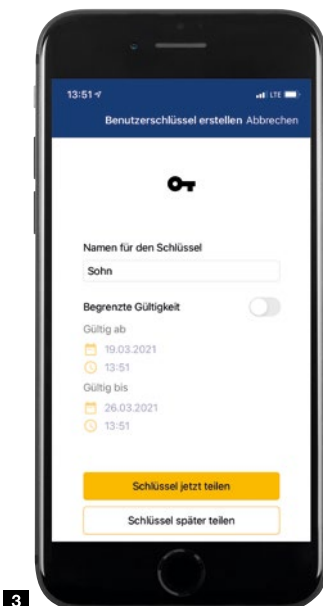 13:51 LTE
Benutzerschlüssel erstellen Abbrechen
Namen für den Schlüssel
Sohn
Begrenzte Gültigkeit
Gültig ab
19.03.2021
13:51
Gültig bis
26.03.2021
13:51
Schlüssel jetzt teilen
Schlüssel später teilen
3